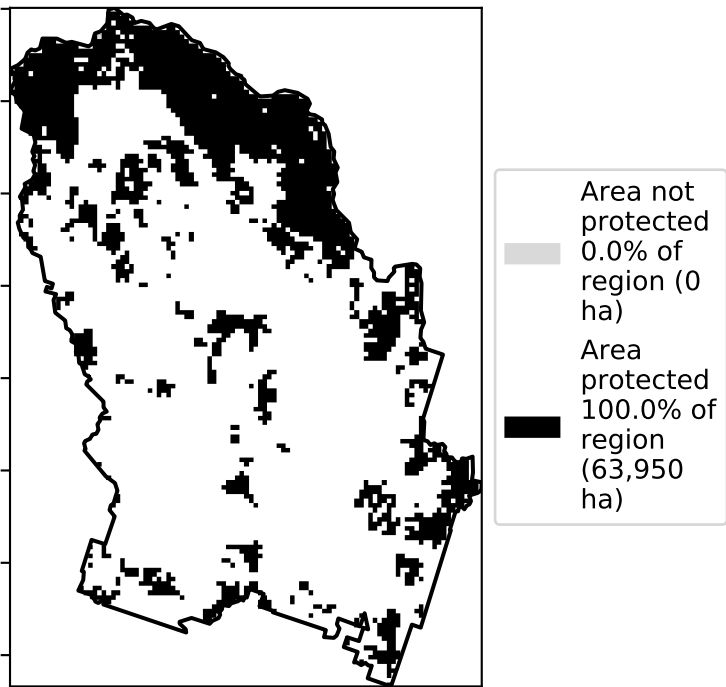 Area not
protected
0.0% of
region (0
ha)
Area
protected
100.0% of
region
(63,950
ha)